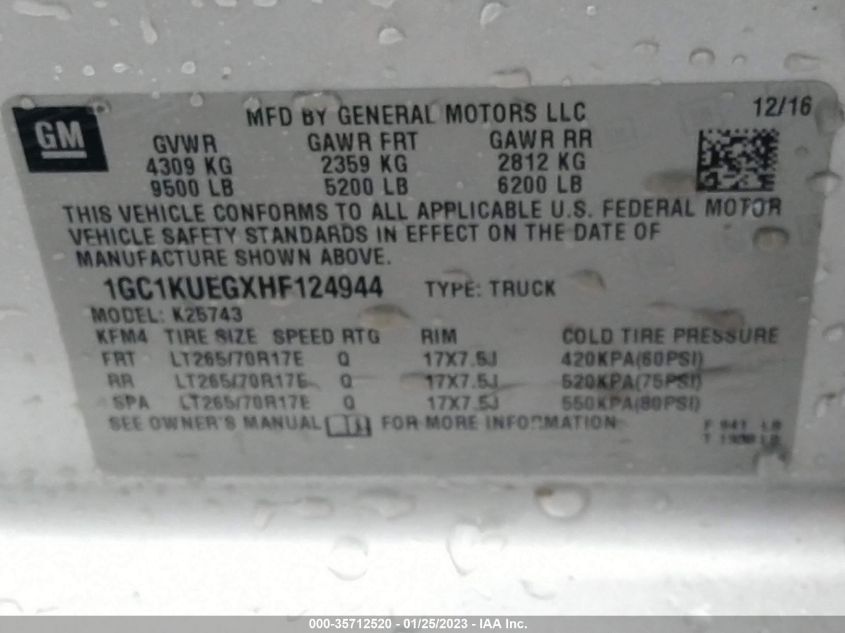 GM
MFD BY GENERAL MOTORS LLC 12/16
GVWR GAWR FRT GAWR RR
4309 KG 2359 KG 2812 KG
9500 LB 5200 LB 6200 LB
THIS VEHICLE CONFORMS TO ALL APPLICABLE U.S. FEDERAL MOTOR
VEHICLE SAFETY STANDARDS IN EFFECT ON THE DATE OF
MANUFACTURE SHOWN ABOVE.
1GC1KUEGXHF124944 TYPE: TRUCK
MODEL: K25743
KFM4 TIRE SIZE SPEED RTG RIM COLD TIRE PRESSURE
FRT LT265/70R17E Q 17X7.5J 420KPA(60PSI)
RR LT265/70R17E Q 17X7.5J 520KPA(75PSI)
SPA LT265/70R17E Q 17X7.5J 550KPA(80PSI)
SEE OWNER'S MANUAL FOR MORE INFORMATION
F 941 LB
T LB
000-35712520 - 01/25/2023 - IAA Inc.